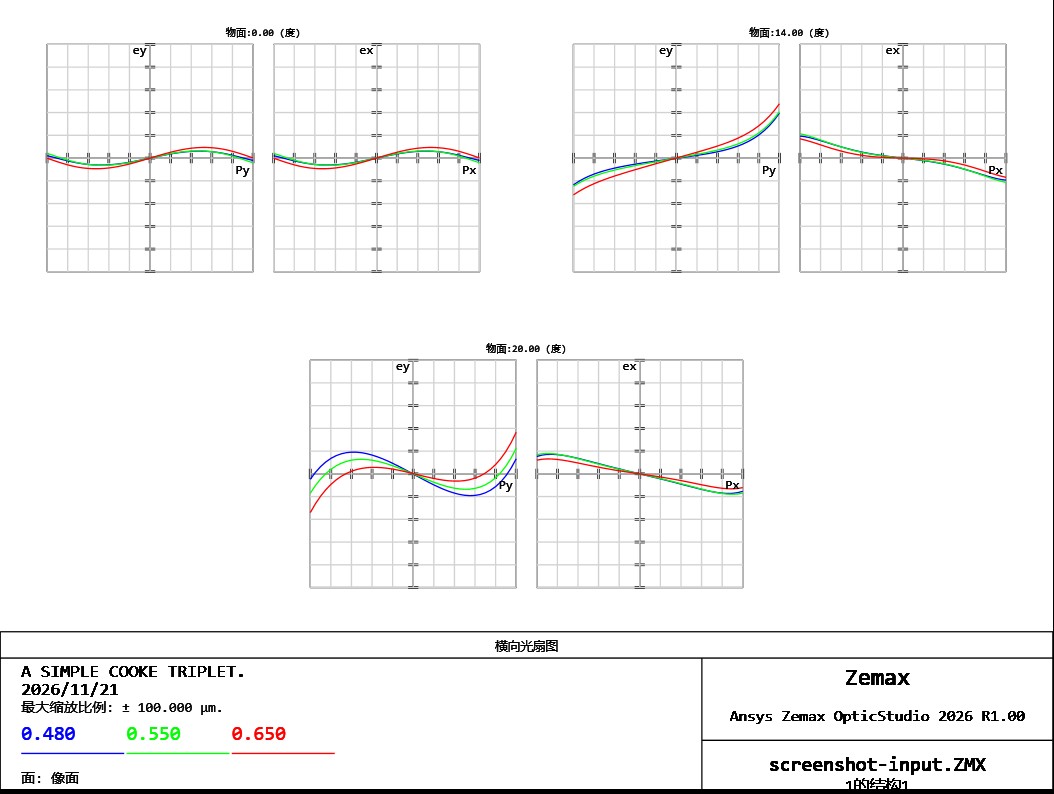 物面:0.00 (度)
ey
Py
ex
Px
物面:14.00 (度)
ey
Py
ex
Px
物面:20.00 (度)
ey
Py
ex
Px
横向光扇图
A SIMPLE COOKE TRIPLET.
2026/11/21
最大缩放比例: ± 100.000 μm.
0.480 0.550 0.650
面: 像面
Zemax
Ansys Zemax OpticStudio 2026 R1.00
screenshot-input.ZMX
1的结构1